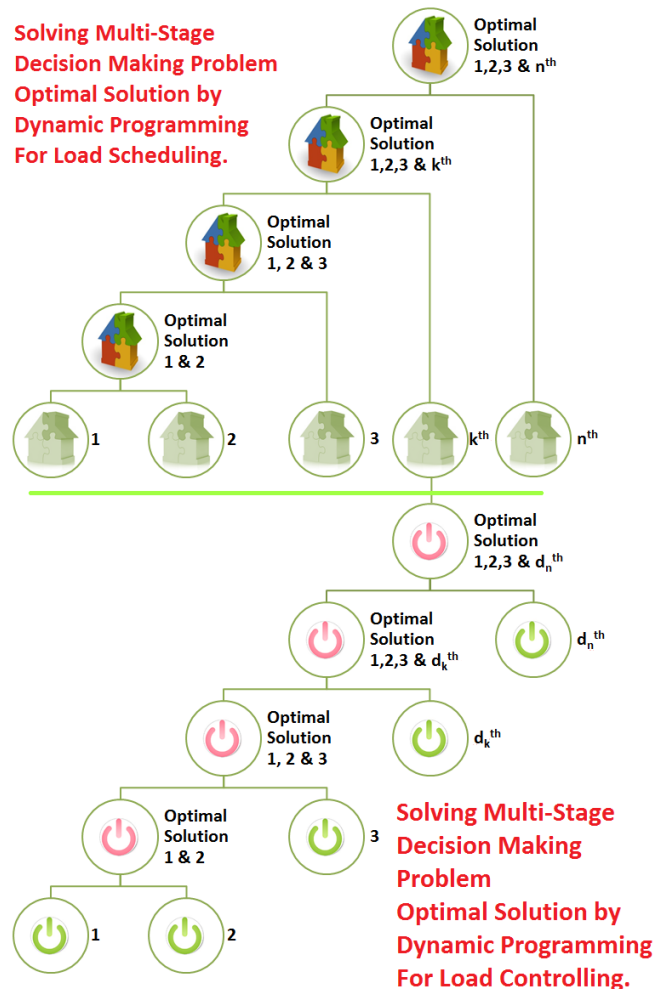 Solving Multi-Stage
Decision Making Problem
Optimal Solution by
Dynamic Programming
For Load Scheduling.
Optimal
Solution
1,2,3 & nᵗʰ
Optimal
Solution
1,2,3 & kᵗʰ
Optimal
Solution
1, 2 & 3
Optimal
Solution
1 & 2
1
2
3
kᵗʰ
nᵗʰ
Optimal
Solution
1,2,3 & dₙᵗʰ
Optimal
Solution
1,2,3 & dₖᵗʰ
dₙᵗʰ
Optimal
Solution
1, 2 & 3
dₖᵗʰ
Optimal
Solution
1 & 2
3
1
2
Solving Multi-Stage
Decision Making
Problem
Optimal Solution by
Dynamic Programming
For Load Controlling.